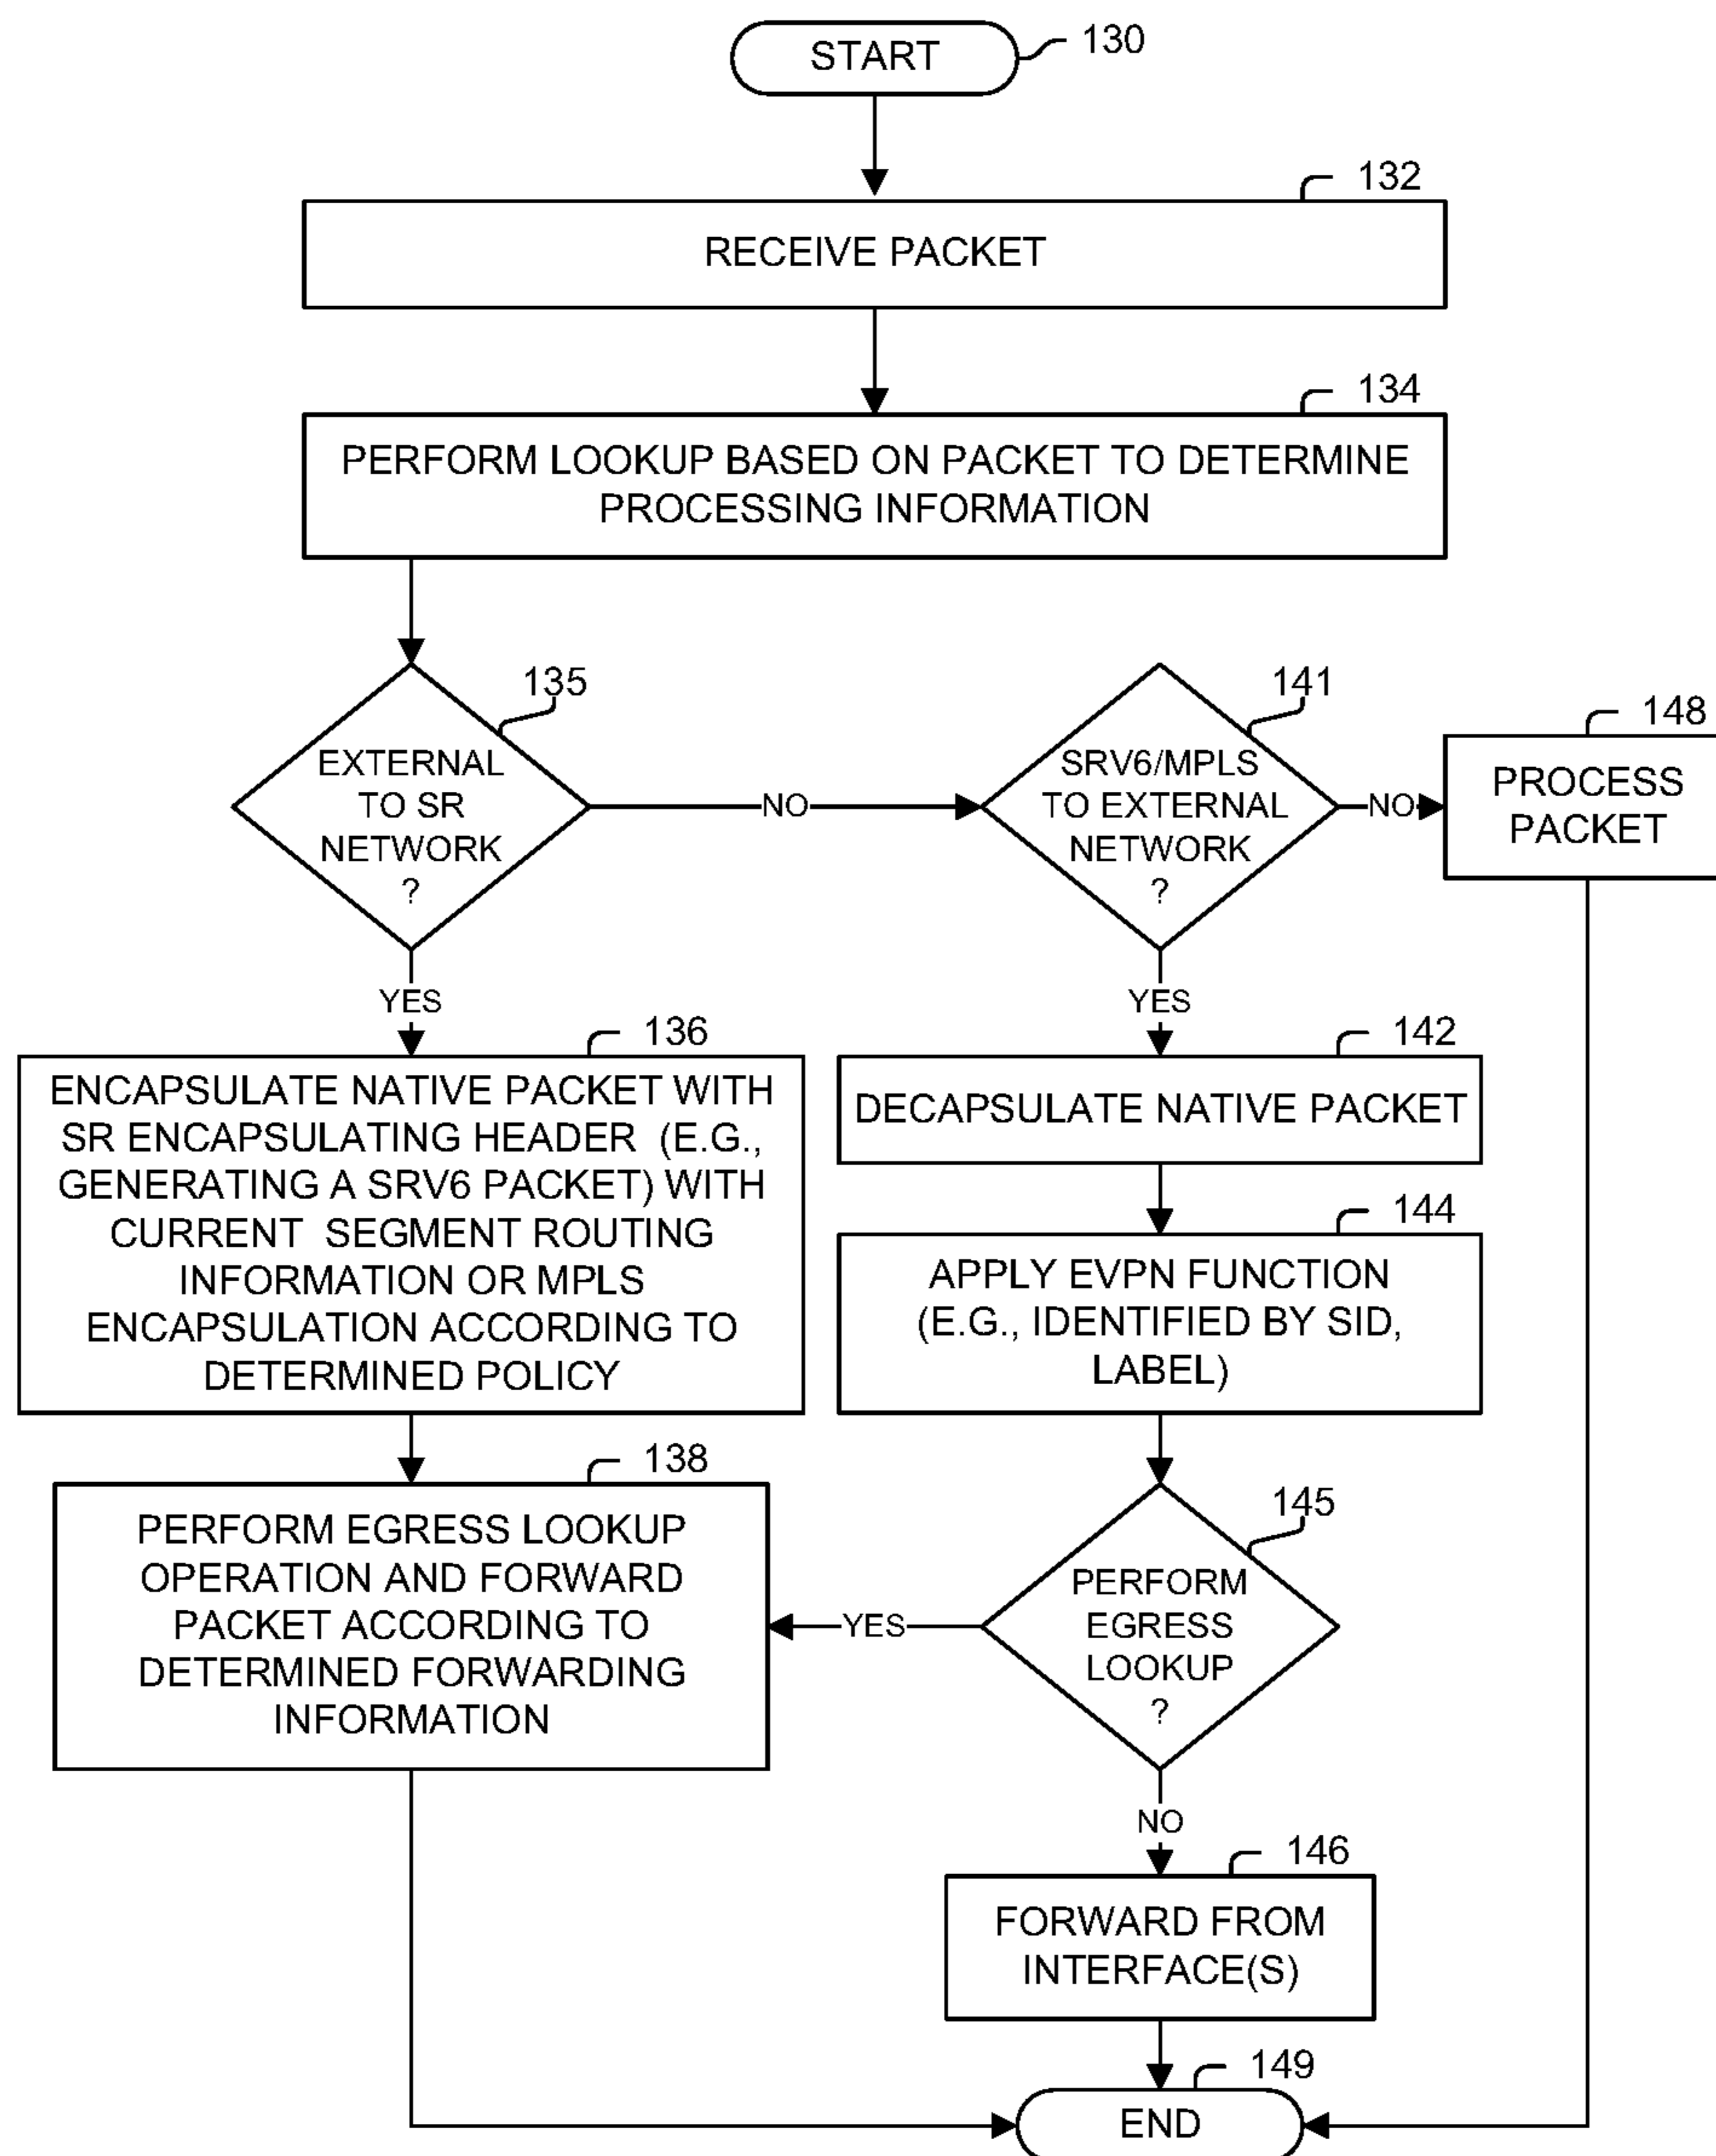 START
130
132
RECEIVE PACKET
134
PERFORM LOOKUP BASED ON PACKET TO DETERMINE
PROCESSING INFORMATION
135
EXTERNAL
TO SR
NETWORK
?
NO
141
SRV6/MPLS
TO EXTERNAL
NETWORK
?
NO
148
PROCESS
PACKET
YES
YES
136
ENCAPSULATE NATIVE PACKET WITH
SR ENCAPSULATING HEADER (E.G.,
GENERATING A SRV6 PACKET) WITH
CURRENT SEGMENT ROUTING
INFORMATION OR MPLS
ENCAPSULATION ACCORDING TO
DETERMINED POLICY
142
DECAPSULATE NATIVE PACKET
144
APPLY EVPN FUNCTION
(E.G., IDENTIFIED BY SID,
LABEL)
138
PERFORM EGRESS LOOKUP
OPERATION AND FORWARD
PACKET ACCORDING TO
DETERMINED FORWARDING
INFORMATION
145
PERFORM
EGRESS
LOOKUP
?
YES
NO
146
FORWARD FROM
INTERFACE(S)
149
END